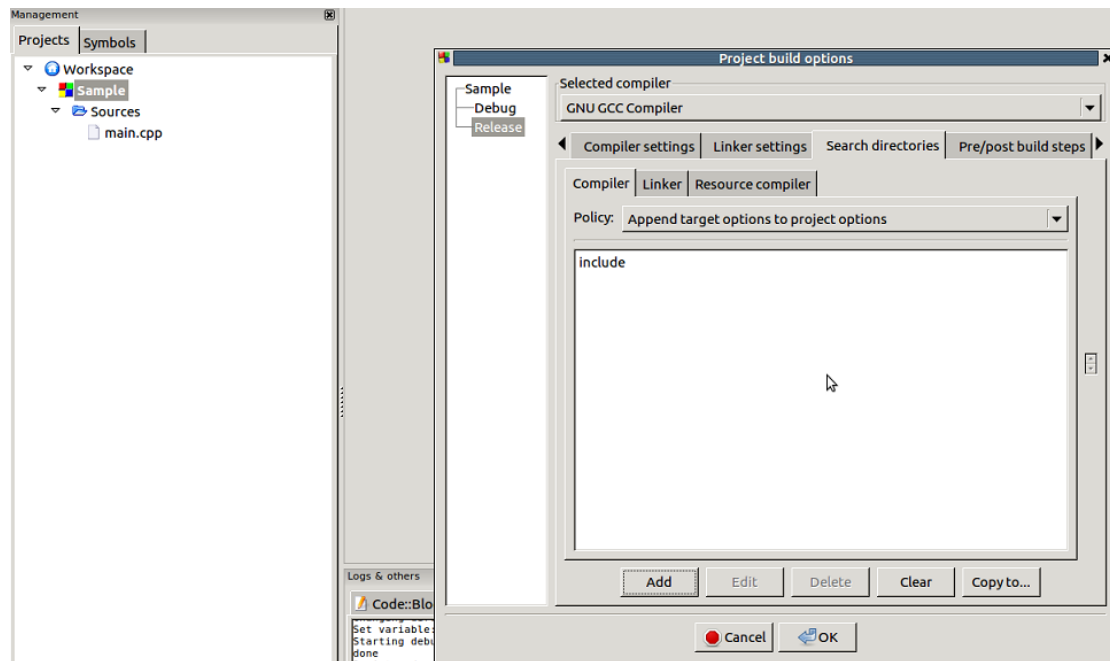 Management
Projects Symbols
Workspace
Sample
Sources
main.cpp
Project build options
Sample
Debug
Release
Selected compiler
GNU GCC Compiler
Compiler settings Linker settings Search directories Pre/post build steps
Compiler Linker Resource compiler
Policy: Append target options to project options
include
Add Edit Delete Clear Copy to...
Cancel OK
Logs & others
Code::Blo
Set variable:
Starting debu
done